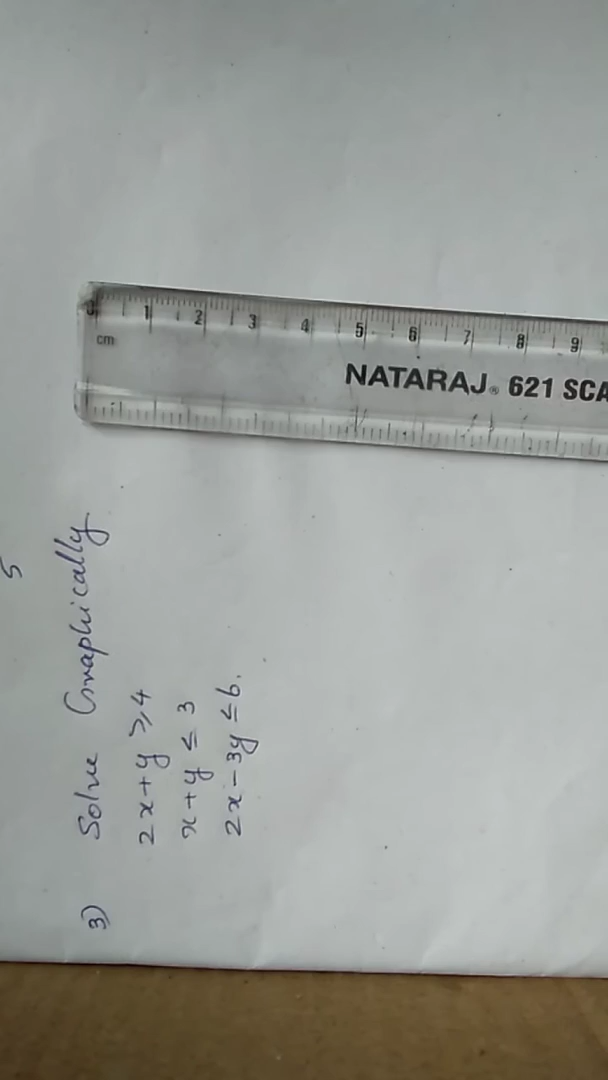 5
3) Solve Graphically
2x + y ≥ 4
x + y ≤ 3
2x - 3y ≤ 6.
0 1 2 3 4 5 6 7 8 9
cm
NATARAJ® 621 SCA